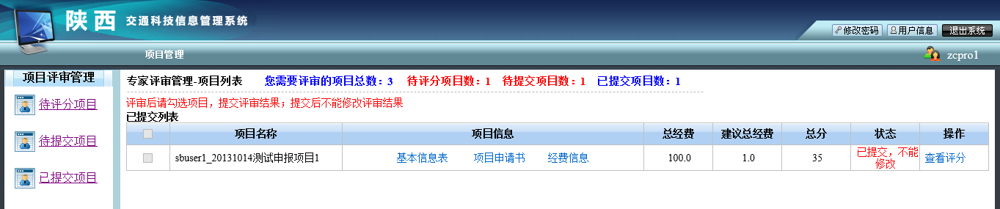 陕西 交通科技信息管理系统
修改密码 用户信息 退出系统
项目管理 zcpro1
项目评审管理
待评分项目
待提交项目
已提交项目
专家评审管理-项目列表 您需要评审的项目总数：3 待评分项目数：1 待提交项目数：1 已提交项目数：1
评审后请勾选项目，提交评审结果；提交后不能修改评审结果
已提交列表
项目名称 项目信息 总经费 建议总经费 总分 状态 操作
sbuser1_20131014测试申报项目1 基本信息表 项目申请书 经费信息 100.0 1.0 35 已提交，不能 查看评分
修改